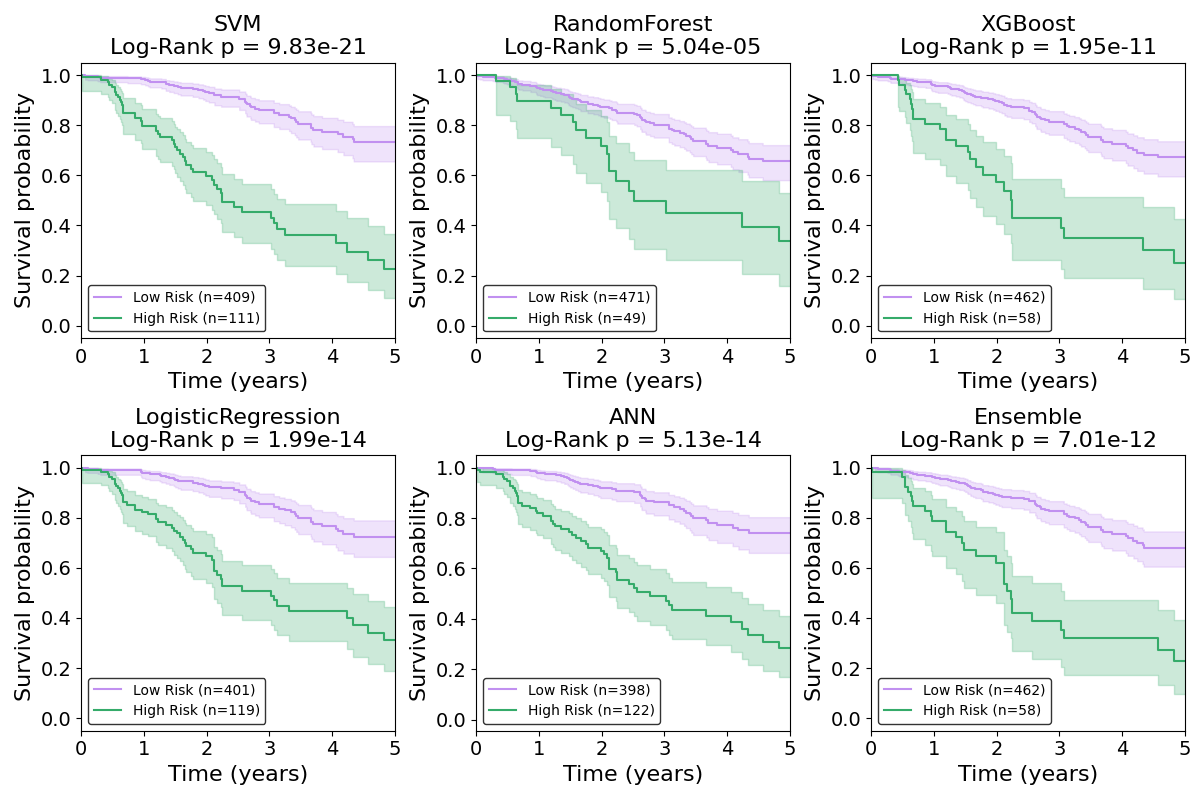 SVM
Log-Rank p = 9.83e-21
Survival probability
1.0
0.8
0.6
0.4
0.2
0.0
Low Risk (n=409)
High Risk (n=111)
0 1 2 3 4 5
Time (years)
RandomForest
Log-Rank p = 5.04e-05
Survival probability
1.0
0.8
0.6
0.4
0.2
0.0
Low Risk (n=471)
High Risk (n=49)
0 1 2 3 4 5
Time (years)
XGBoost
Log-Rank p = 1.95e-11
Survival probability
1.0
0.8
0.6
0.4
0.2
0.0
Low Risk (n=462)
High Risk (n=58)
0 1 2 3 4 5
Time (years)
LogisticRegression
Log-Rank p = 1.99e-14
Survival probability
1.0
0.8
0.6
0.4
0.2
0.0
Low Risk (n=401)
High Risk (n=119)
0 1 2 3 4 5
Time (years)
ANN
Log-Rank p = 5.13e-14
Survival probability
1.0
0.8
0.6
0.4
0.2
0.0
Low Risk (n=398)
High Risk (n=122)
0 1 2 3 4 5
Time (years)
Ensemble
Log-Rank p = 7.01e-12
Survival probability
1.0
0.8
0.6
0.4
0.2
0.0
Low Risk (n=462)
High Risk (n=58)
0 1 2 3 4 5
Time (years)